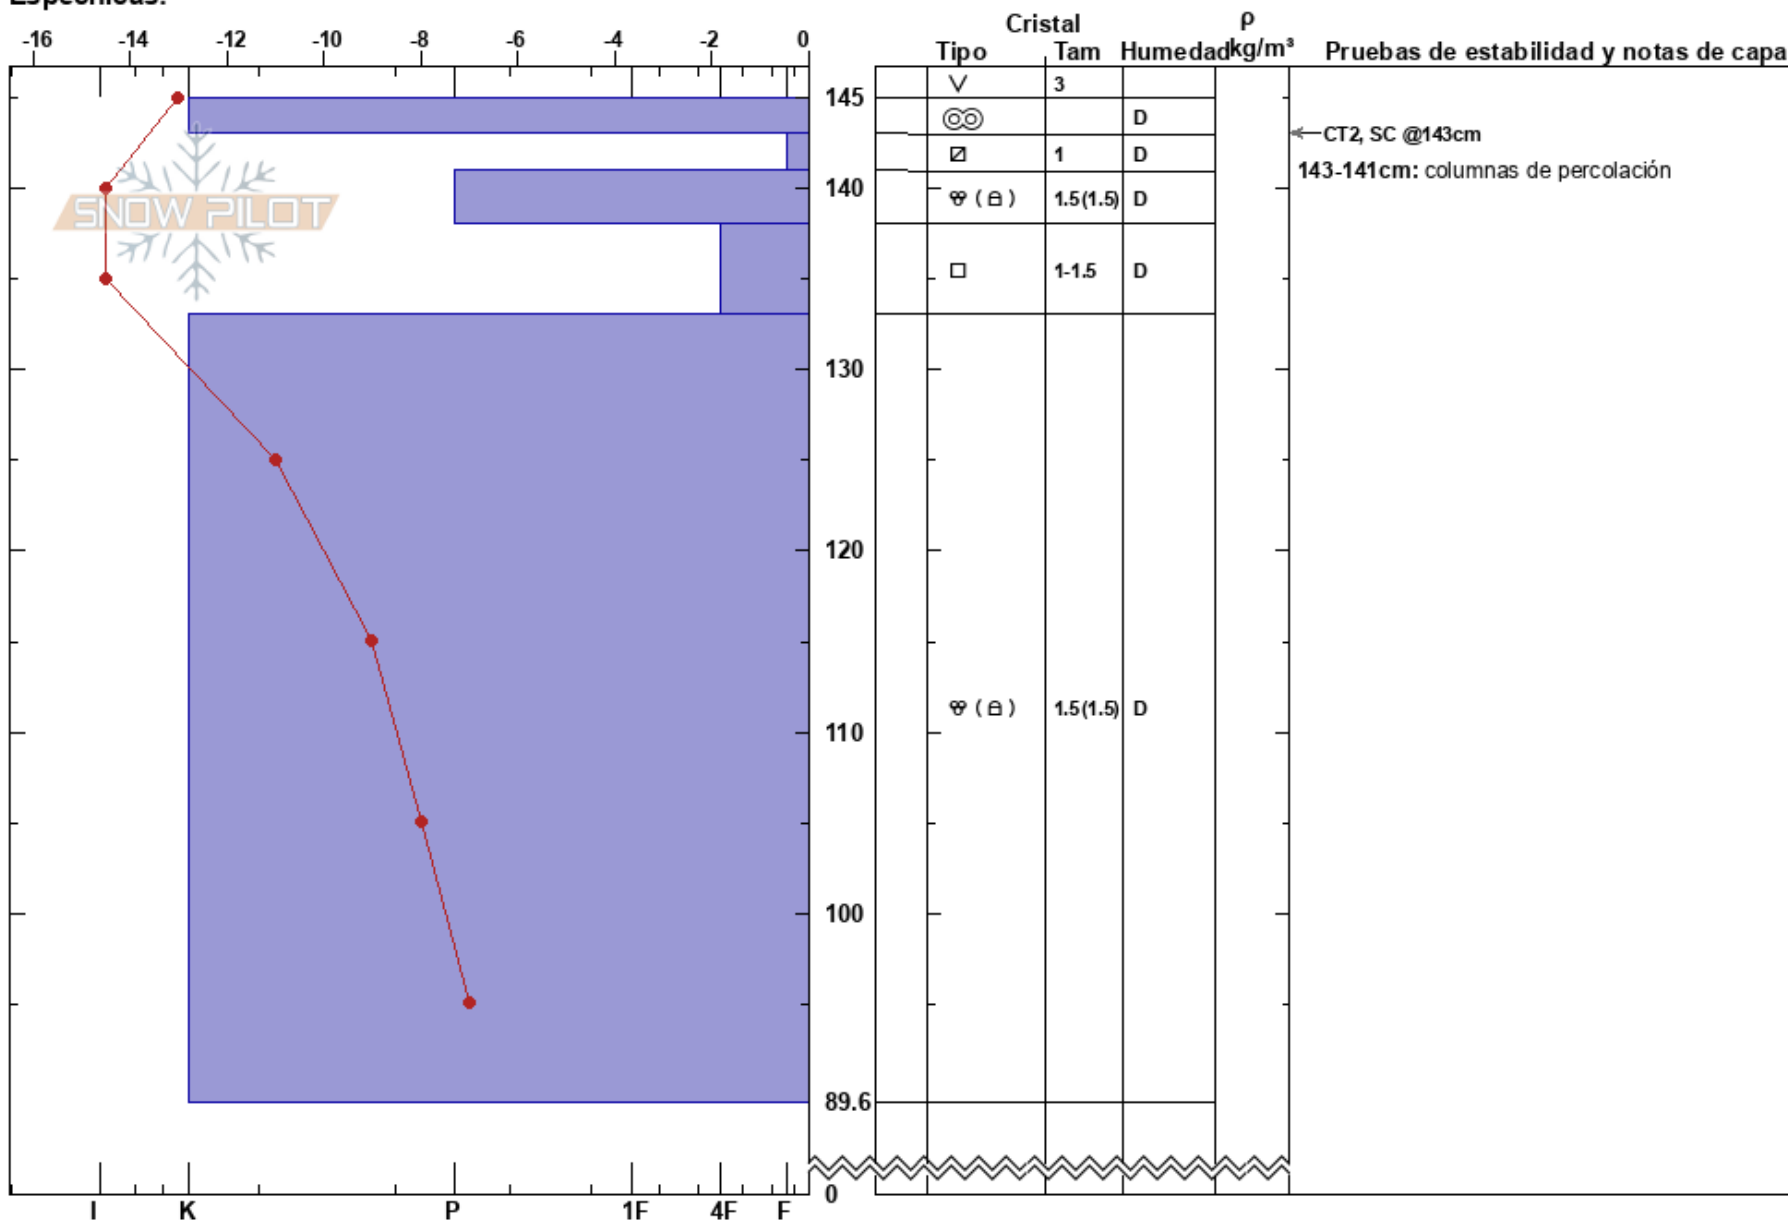 Específicas:
-16 -14 -12 -10 -8 -6 -4 -2 0
Cristal ρ
Tipo Tam Humedad kg/m³ Pruebas de estabilidad y notas de capa
3
145
D
CT2, SC @143cm
1 D
143-141cm: columnas de percolación
140
1.5(1.5) D
SNOW PILOT
1-1.5 D
130
120
1.5(1.5) D
110
100
89.6
0
I K P 1F 4F F